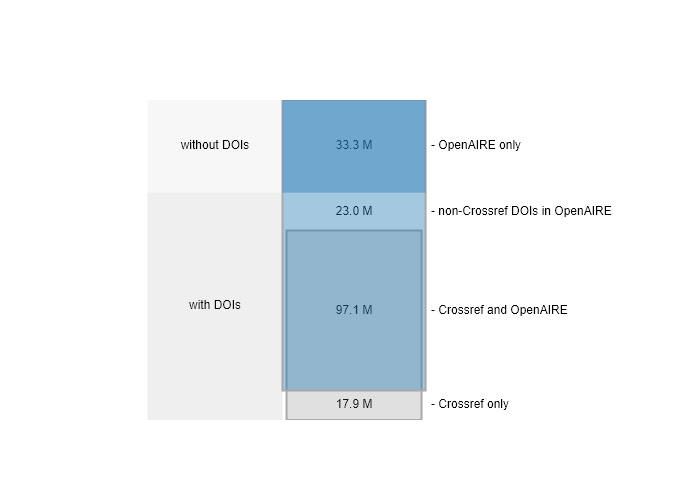 without DOIs 33.3 M - OpenAIRE only
23.0 M - non-Crossref DOIs in OpenAIRE
with DOIs 97.1 M - Crossref and OpenAIRE
17.9 M - Crossref only